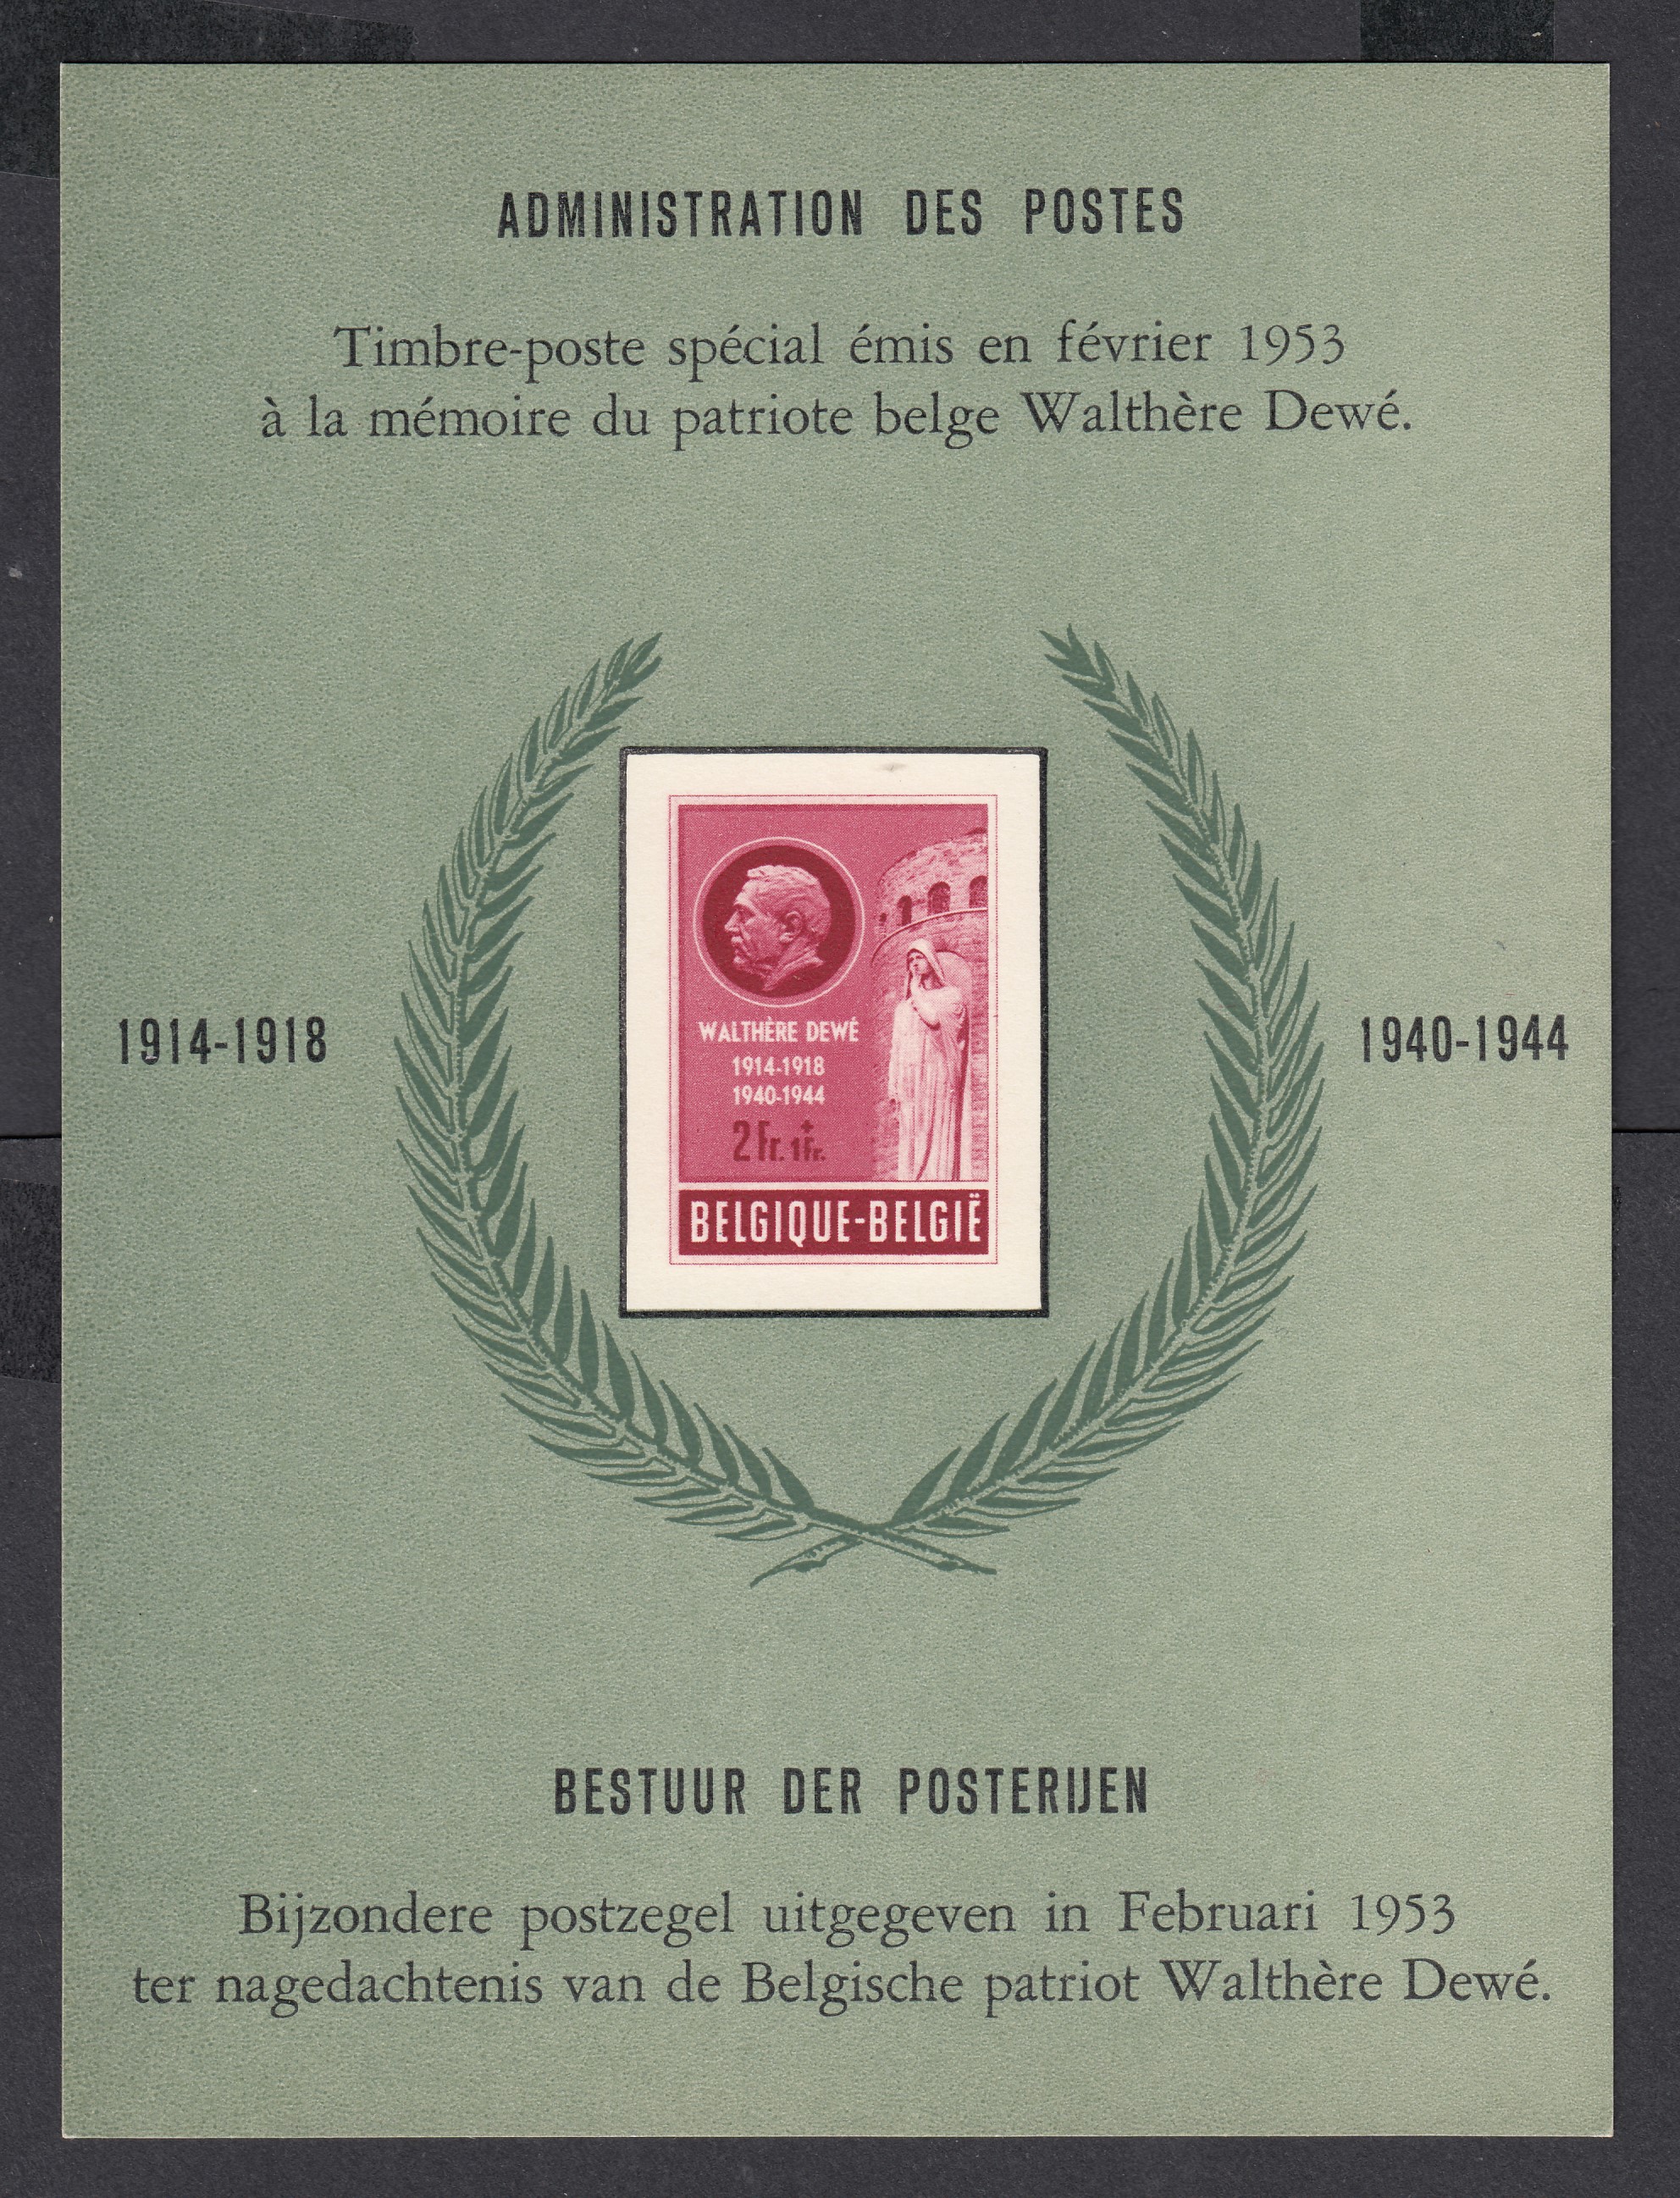 ADMINISTRATION DES POSTES
Timbre-poste spécial émis en février 1953
à la mémoire du patriote belge Walthère Dewé.
1914-1918
WALTHÈRE DEWÉ
1914-1918
1940-1944
2 Fr. + 1 Fr.
BELGIQUE-BELGIË
1940-1944
BESTUUR DER POSTERIJEN
Bijzondere postzegel uitgegeven in Februari 1953
ter nagedachtenis van de Belgische patriot Walthère Dewé.